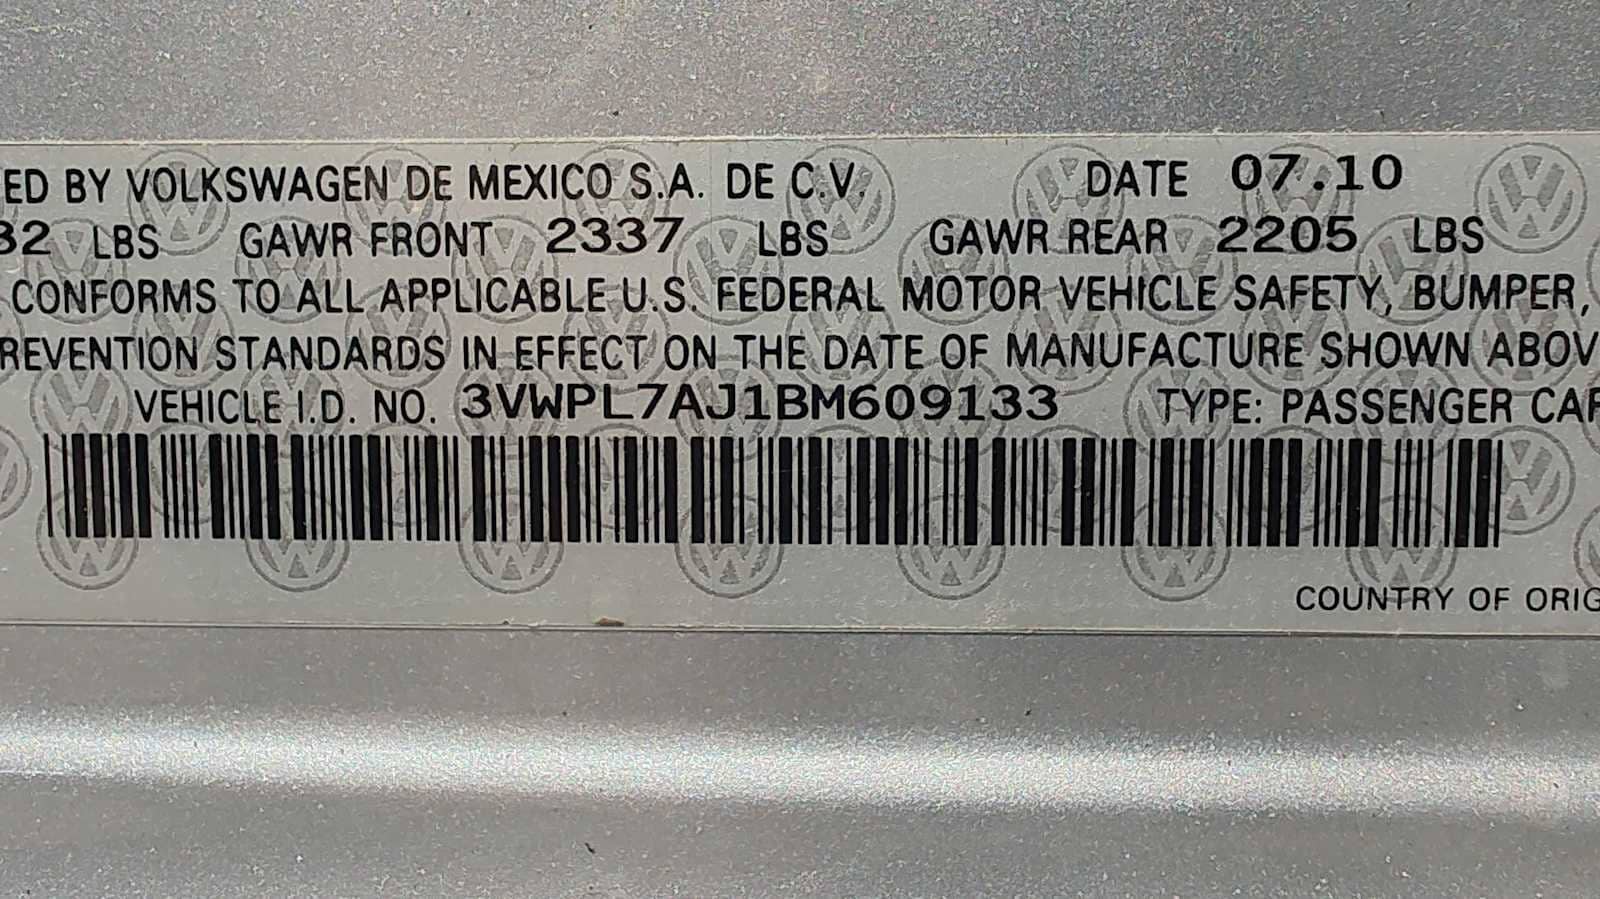 ED BY VOLKSWAGEN DE MEXICO S.A. DE C.V. DATE 07.10
32 LBS GAWR FRONT 2337 LBS GAWR REAR 2205 LBS
CONFORMS TO ALL APPLICABLE U.S. FEDERAL MOTOR VEHICLE SAFETY, BUMPER,
REVENTION STANDARDS IN EFFECT ON THE DATE OF MANUFACTURE SHOWN ABOV
VEHICLE I.D. NO. 3VWPL7AJ1BM609133 TYPE: PASSENGER CAR
COUNTRY OF ORIG